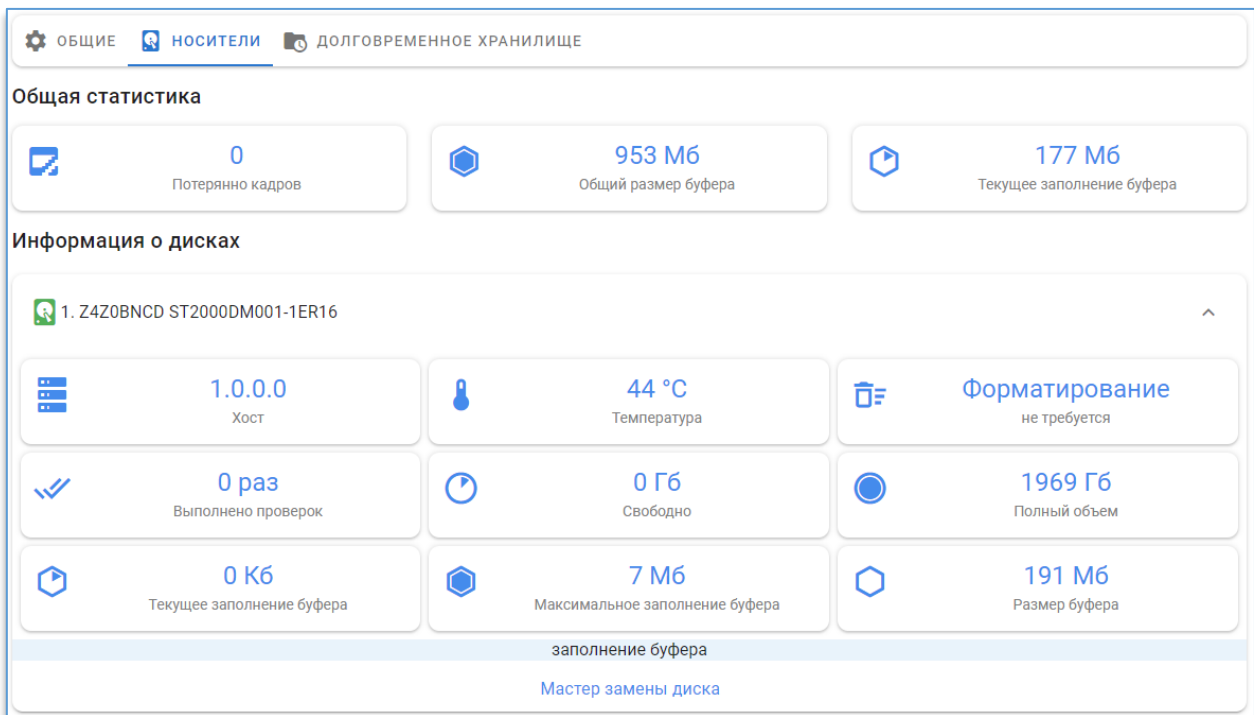 ОБЩИЕ НОСИТЕЛИ ДОЛГОВРЕМЕННОЕ ХРАНИЛИЩЕ
Общая статистика
0 953 Мб 177 Мб
Потерянно кадров Общий размер буфера Текущее заполнение буфера
Информация о дисках
1. Z4Z0BNCD ST2000DM001-1ER16
1.0.0.0 44 °C Форматирование
Хост Температура не требуется
0 раз 0 Гб 1969 Гб
Выполнено проверок Свободно Полный объем
0 Кб 7 Мб 191 Мб
Текущее заполнение буфера Максимальное заполнение буфера Размер буфера
заполнение буфера
Мастер замены диска